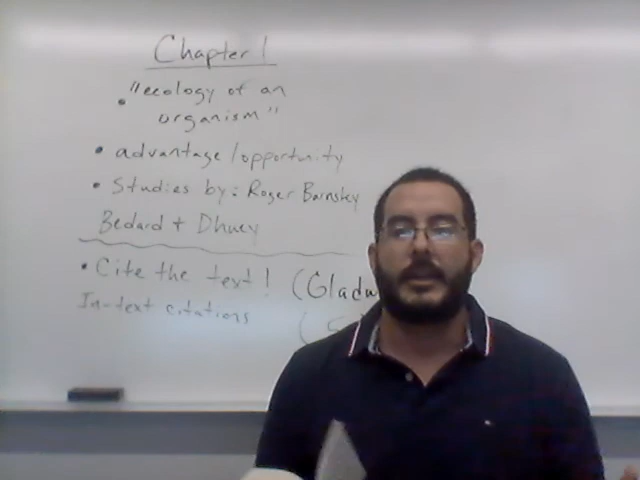 Chapter 1
• "ecology of an
organism"
• advantage/opportunity
• Studies by: Roger Barnsley
Bedard + Dhuey
• Cite the text! (Gladw
In-text citations (